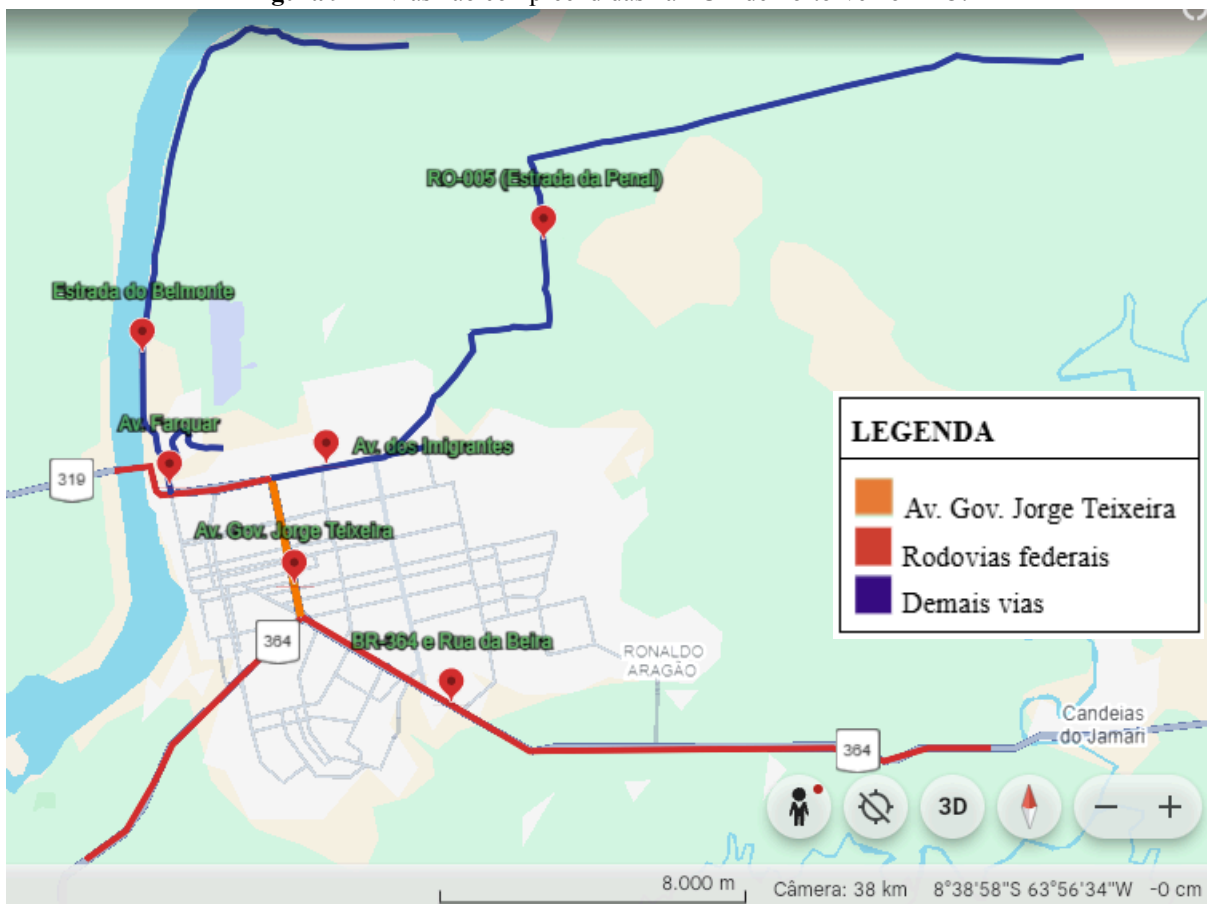 RO-005 (Estrada da Penal)
Estrada do Belmonte
Av. Farquar
Av. dos Imigrantes
319
Av. Gov. Jorge Teixeira
364
BR-364 e Rua da Beira
LEGENDA
Av. Gov. Jorge Teixeira
Rodovias federais
Demais vias
RONALDO
ARAGÃO
Candeias
do Jamari
364
3D
8.000 m
Câmera: 38 km 8°38'58"S 63°56'34"W -0 cm